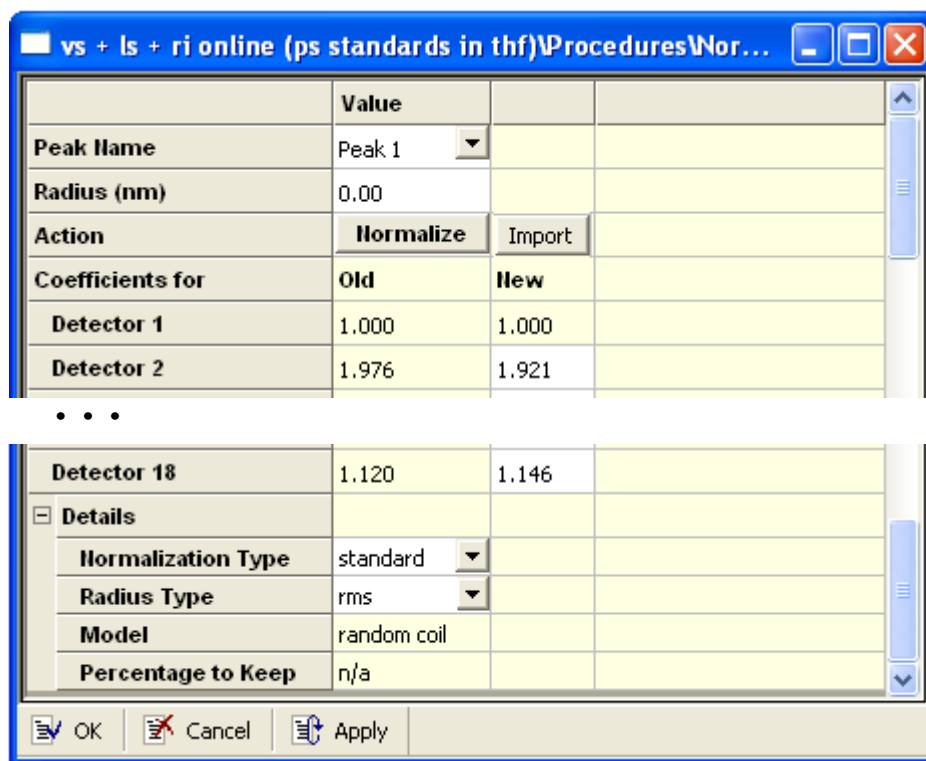 vs + ls + ri online (ps standards in thf)\Procedures\Nor...
Value
Peak Name Peak 1
Radius (nm) 0.00
Action Normalize Import
Coefficients for Old New
Detector 1 1.000 1.000
Detector 2 1.976 1.921
. . .
Detector 18 1.120 1.146
Details
Normalization Type standard
Radius Type rms
Model random coil
Percentage to Keep n/a
OK Cancel Apply